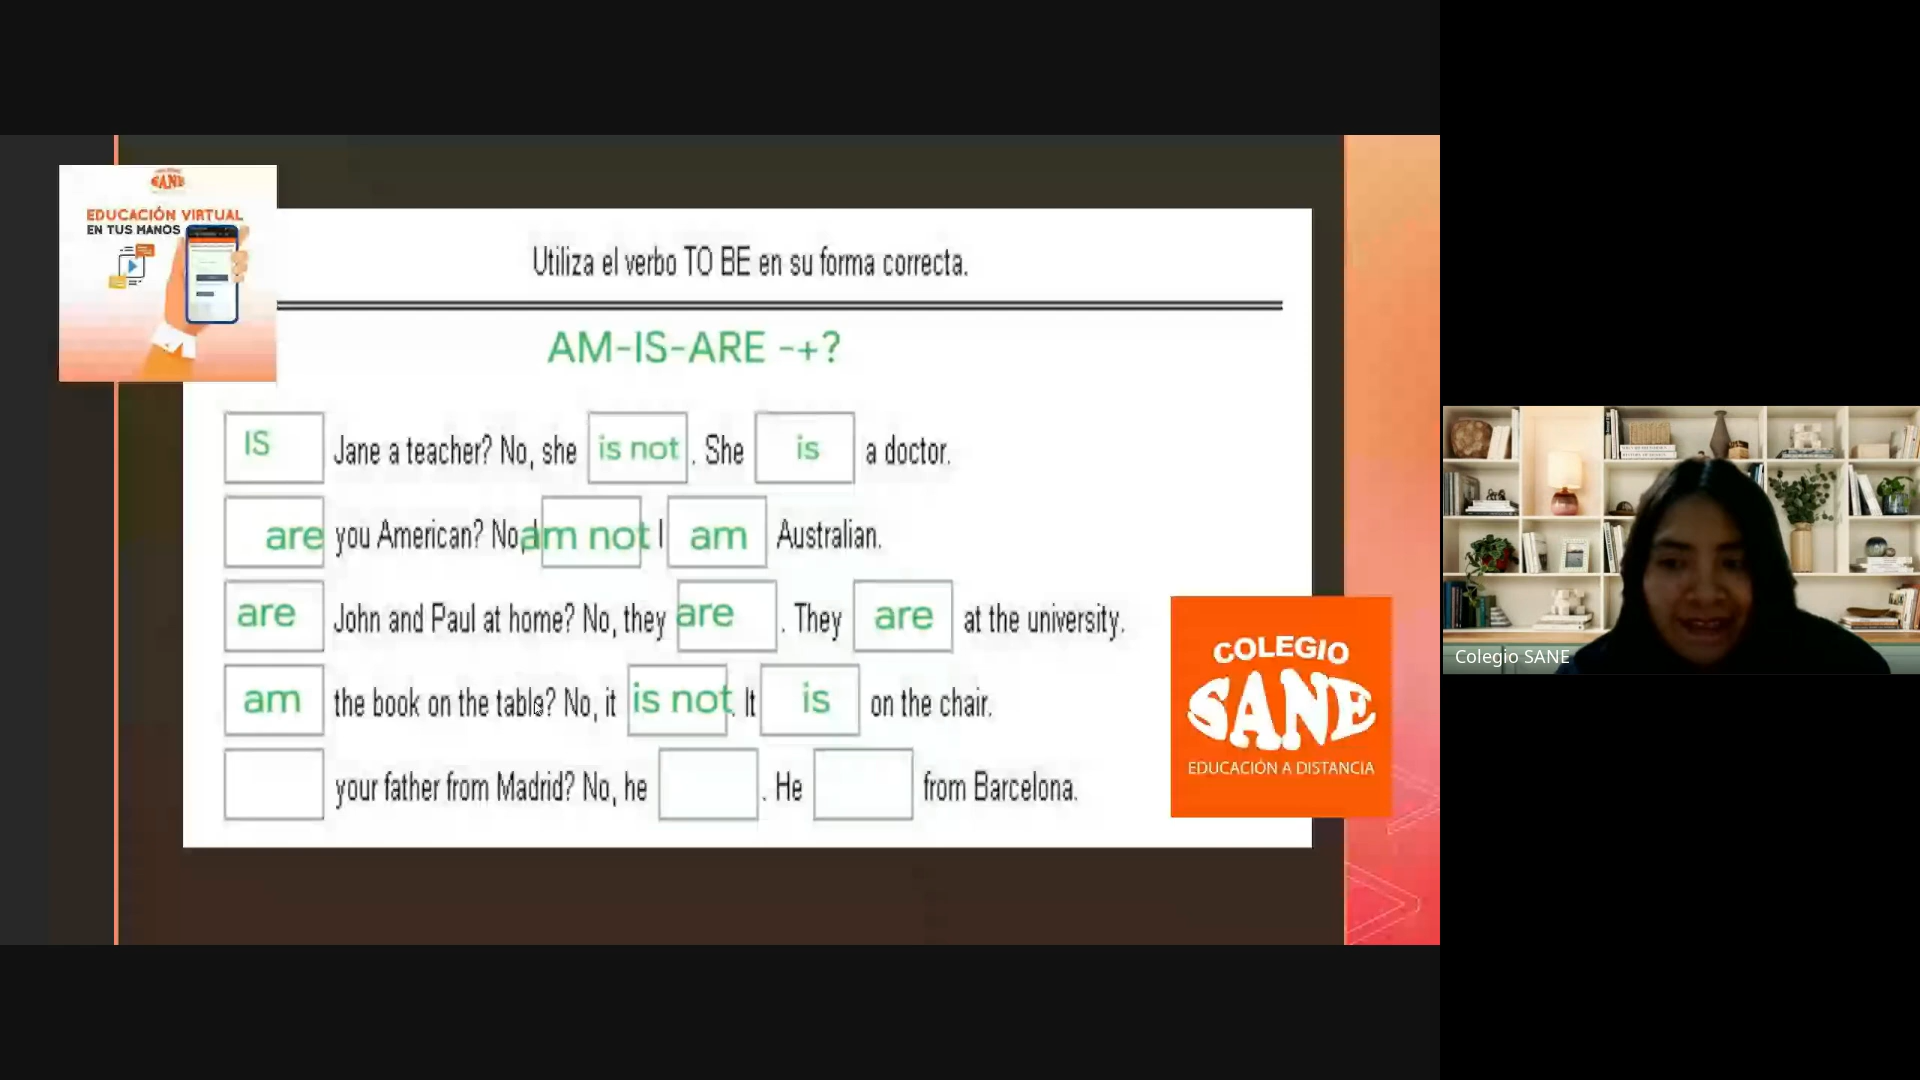 SANE
EDUCACIÓN VIRTUAL
EN TUS MANOS
Utiliza el verbo TO BE en su forma correcta.
AM-IS-ARE -+?
IS Jane a teacher? No, she is not . She is a doctor.
are you American? No, I am not I am Australian.
are John and Paul at home? No, they are . They are at the university.
am the book on the table? No, it is not . It is on the chair.
your father from Madrid? No, he . He from Barcelona.
COLEGIO
SANE
EDUCACIÓN A DISTANCIA
Colegio SANE